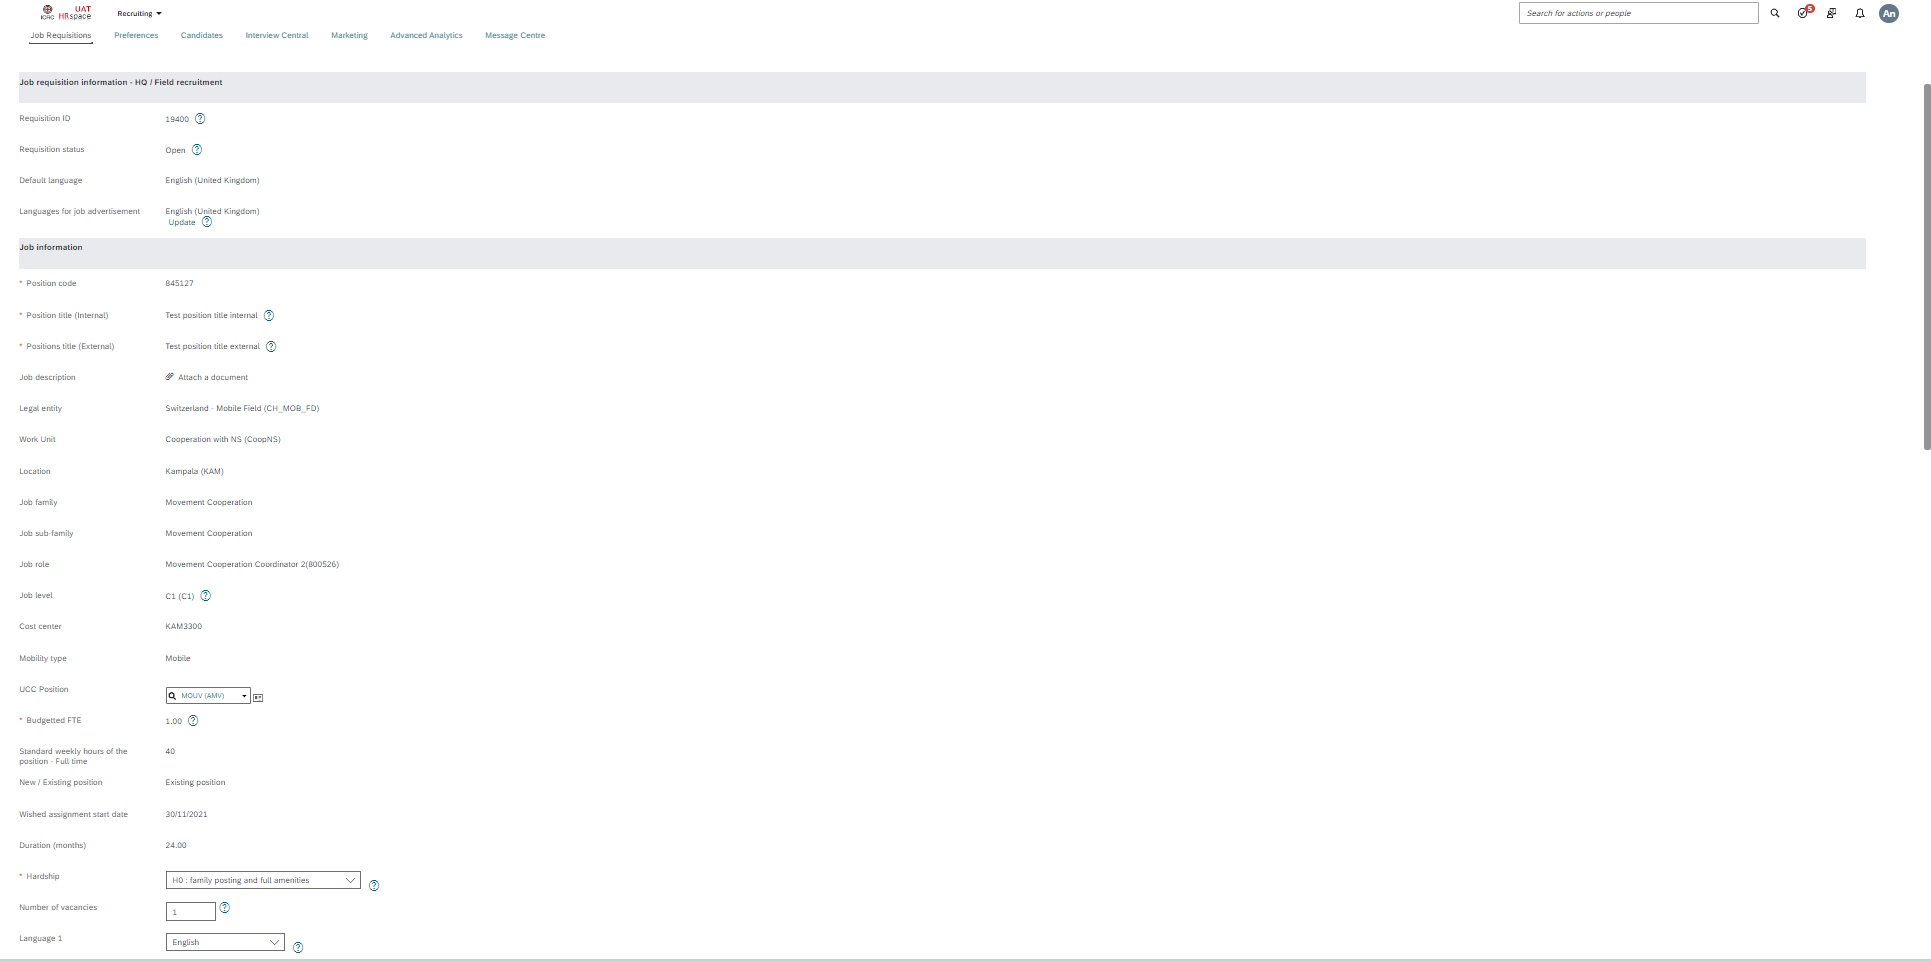 ICRC
UAT
HRspace
Recruiting
Search for actions or people
5
An
Job Requisitions
Preferences
Candidates
Interview Central
Marketing
Advanced Analytics
Message Centre
Job requisition information - HQ / Field recruitment
Requisition ID
19400
Requisition status
Open
Default language
English (United Kingdom)
Languages for job advertisement
English (United Kingdom)
Update
Job information
* Position code
845127
* Position title (Internal)
Test position title internal
* Positions title (External)
Test position title external
Job description
Attach a document
Legal entity
Switzerland - Mobile Field (CH_MOB_FD)
Work Unit
Cooperation with NS (CoopNS)
Location
Kampala (KAM)
Job family
Movement Cooperation
Job sub-family
Movement Cooperation
Job role
Movement Cooperation Coordinator 2(800526)
Job level
C1 (C1)
Cost center
KAM3300
Mobility type
Mobile
UCC Position
MOUV (AMV)
* Budgetted FTE
1.00
Standard weekly hours of the
position - Full time
40
New / Existing position
Existing position
Wished assignment start date
30/11/2021
Duration (months)
24.00
* Hardship
H0 : family posting and full amenities
Number of vacancies
1
Language 1
English